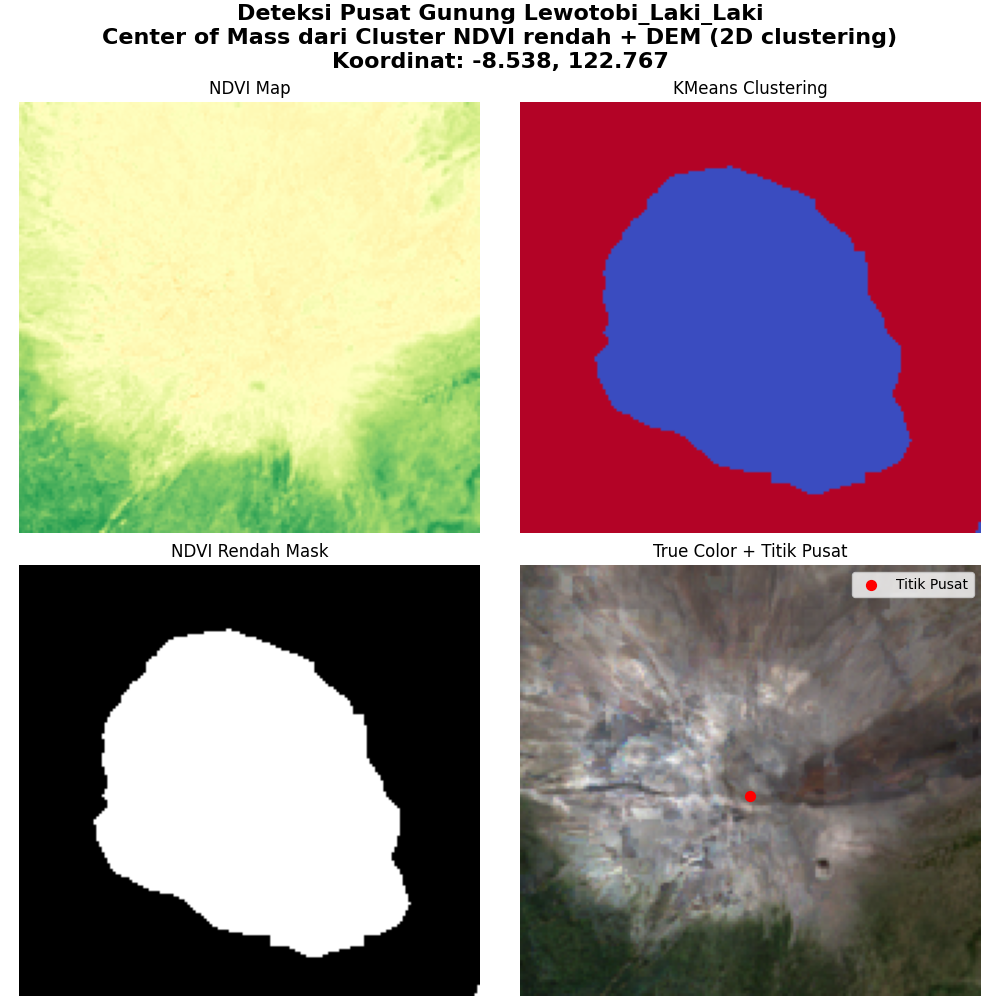 Deteksi Pusat Gunung Lewotobi_Laki_Laki
Center of Mass dari Cluster NDVI rendah + DEM (2D clustering)
Koordinat: -8.538, 122.767
NDVI Map
KMeans Clustering
NDVI Rendah Mask
True Color + Titik Pusat
Titik Pusat